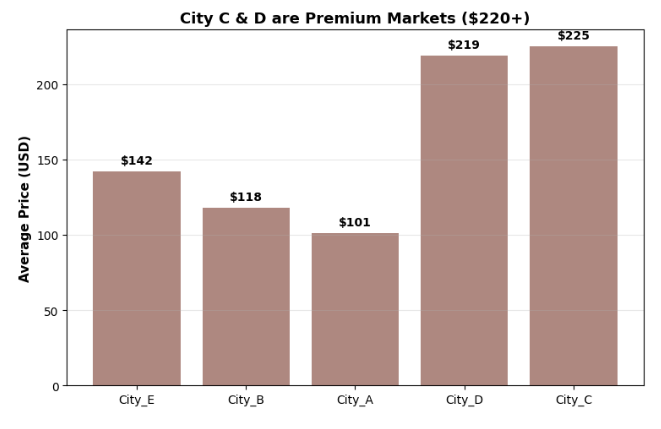 City C & D are Premium Markets ($220+)
Average Price (USD)
200
150
100
50
0
$142
$118
$101
$219
$225
City_E
City_B
City_A
City_D
City_C